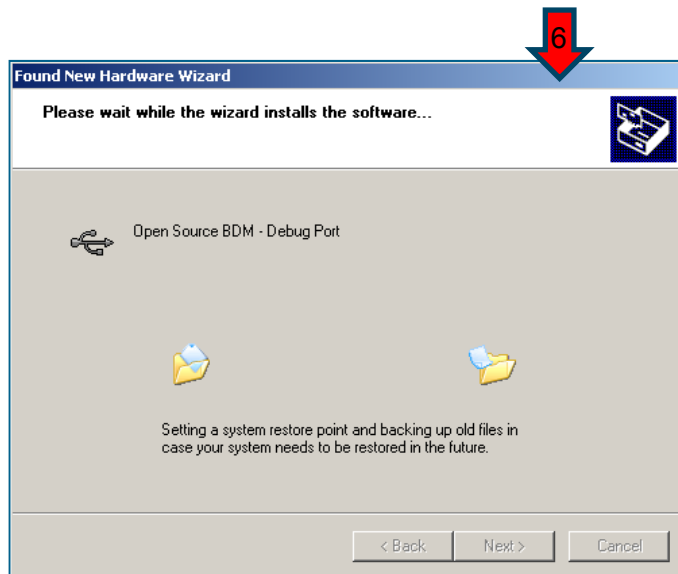 6
Found New Hardware Wizard
Please wait while the wizard installs the software...
Open Source BDM - Debug Port
Setting a system restore point and backing up old files in
case your system needs to be restored in the future.
< Back Next > Cancel